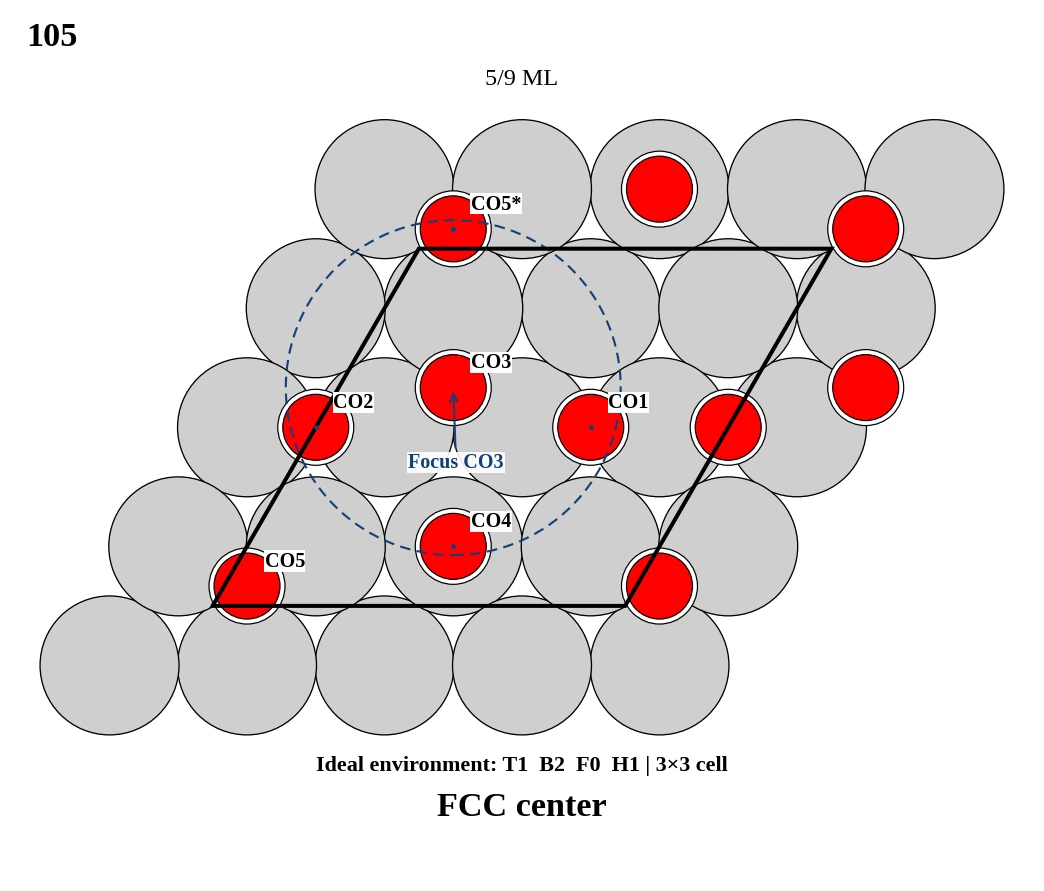 105
5/9 ML
CO5*
CO3
CO2
CO1
Focus CO3
CO4
CO5
Ideal environment: T1  B2  F0  H1 | 3×3 cell
FCC center